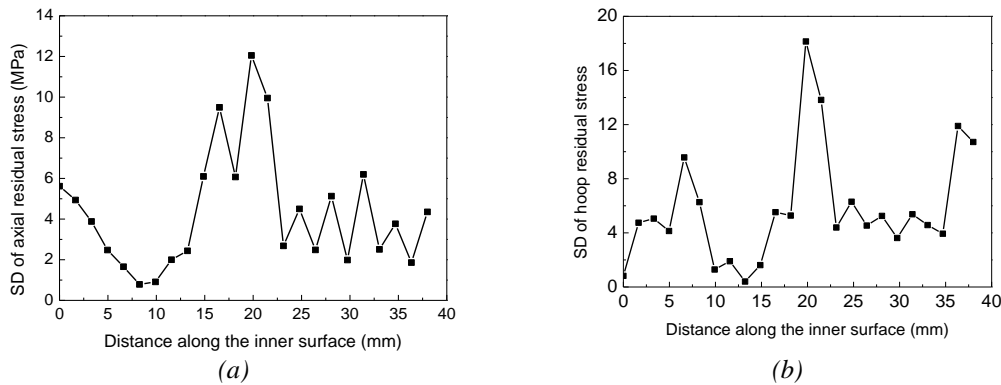 14
12
10
8
6
4
2
0
SD of axial residual stress (MPa)
0 5 10 15 20 25 30 35 40
Distance along the inner surface (mm)
(a)
20
16
12
8
4
0
SD of hoop residual stress
0 5 10 15 20 25 30 35 40
Distance along the inner surface (mm)
(b)